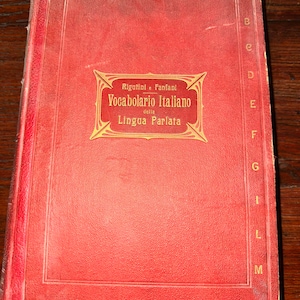 Rigutini e Fanfani
Vocabolario Italiano
della
Lingua Parlata
B
C
D
E
F
G
I
L
M